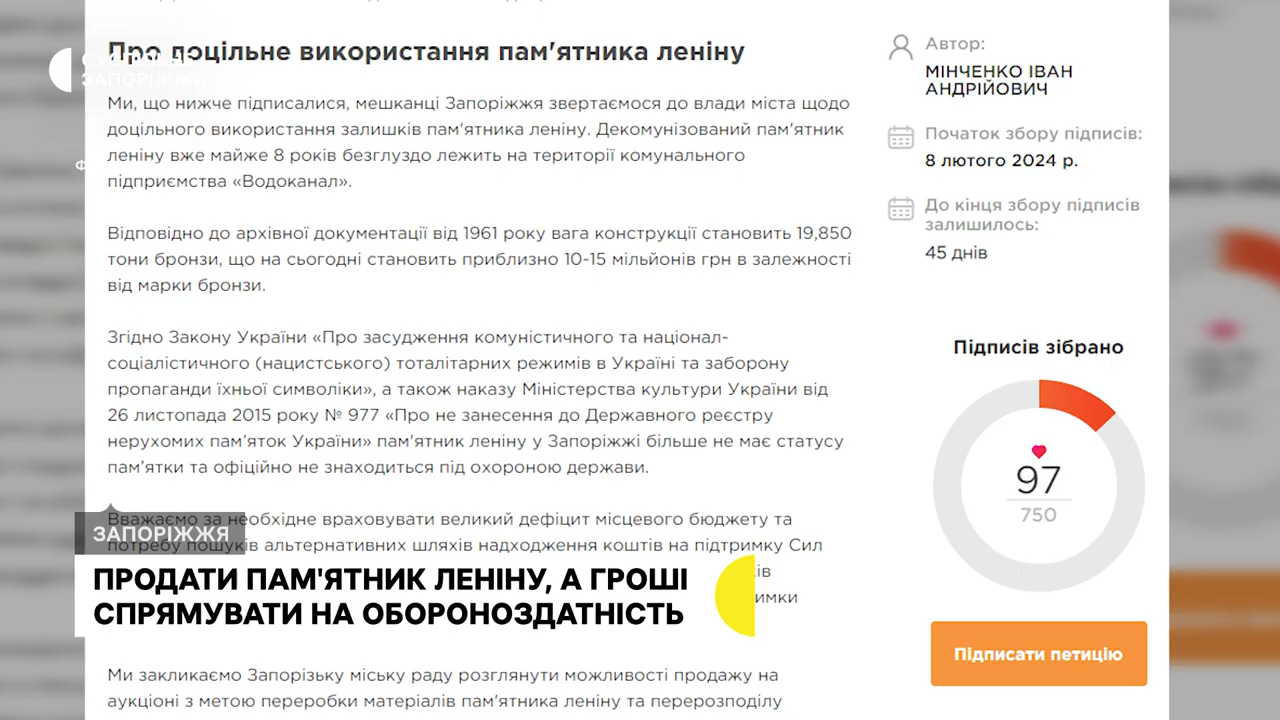 Про доцільне використання пам'ятника леніну
СУСПІЛЬНЕ
ЗАПОРІЖЖЯ
Ми, що нижче підписалися, мешканці Запоріжжя звертаємося до влади міста щодо
доцільного використання залишків пам'ятника леніну. Декомунізований пам'ятник
леніну вже майже 8 років безглуздо лежить на території комунального
підприємства «Водоканал».
Відповідно до архівної документації від 1961 року вага конструкції становить 19,850
тони бронзи, що на сьогодні становить приблизно 10-15 мільйонів грн в залежності
від марки бронзи.
Згідно Закону України «Про засудження комуністичного та націонал-
соціалістичного (нацистського) тоталітарних режимів в Україні та заборону
пропаганди їхньої символіки», а також наказу Міністерства культури України від
26 листопада 2015 року № 977 «Про не занесення до Державного реєстру
нерухомих пам'яток України» пам'ятник леніну у Запоріжжі більше не має статусу
пам'ятки та офіційно не знаходиться під охороною держави.
Вважаємо за необхідне враховувати великий дефіцит місцевого бюджету та
потребу пошуків альтернативних шляхів надходження коштів на підтримку Сил
ЗАПОРІЖЖЯ
ПРОДАТИ ПАМ'ЯТНИК ЛЕНІНУ, А ГРОШІ
СПРЯМУВАТИ НА ОБОРОНОЗДАТНІСТЬ
Ми закликаємо Запорізьку міську раду розглянути можливості продажу на
аукціоні з метою переробки матеріалів пам'ятника леніну та перерозподілу
Автор:
МІНЧЕНКО ІВАН
АНДРІЙОВИЧ
Початок збору підписів:
8 лютого 2024 р.
До кінця збору підписів
залишилось:
45 днів
Підписів зібрано
97
750
Підписати петицію